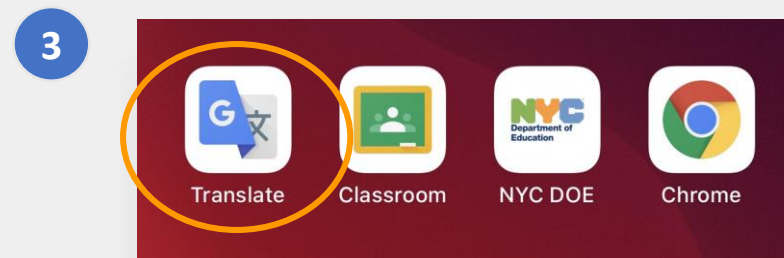 3
G 文
NYC
Department of
Education
Translate
Classroom
NYC DOE
Chrome